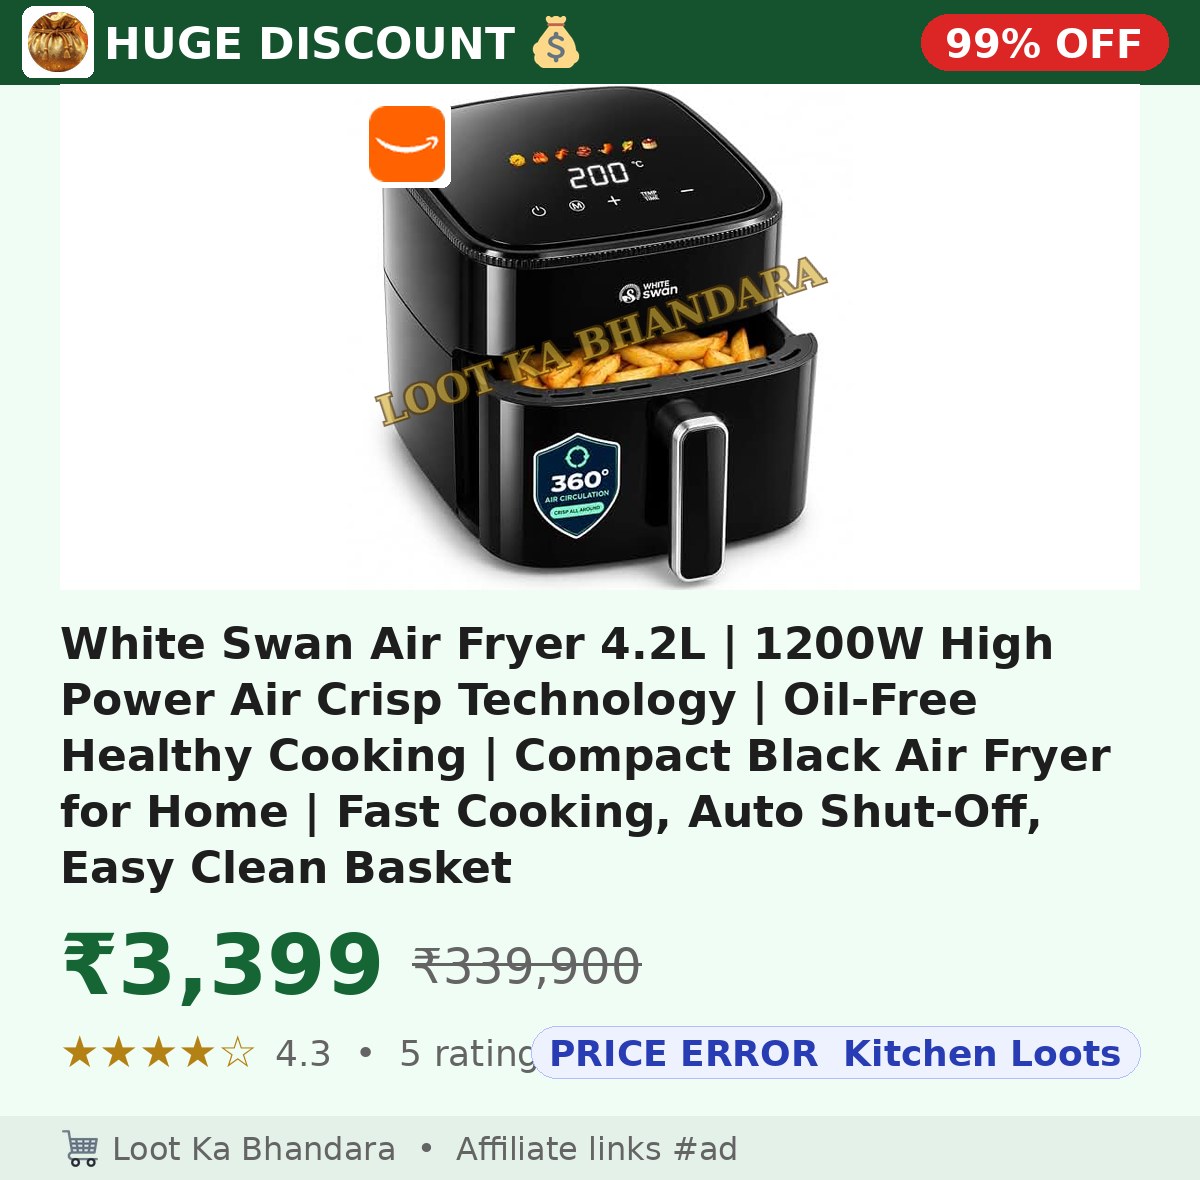 HUGE DISCOUNT 💰
99% OFF
200 °C
M
TEMP
TIME
WHITE
swan
LOOT KA BHANDARA
360°
AIR CIRCULATION
CRISP ALL AROUND
White Swan Air Fryer 4.2L | 1200W High
Power Air Crisp Technology | Oil-Free
Healthy Cooking | Compact Black Air Fryer
for Home | Fast Cooking, Auto Shut-Off,
Easy Clean Basket
₹3,399 ₹339,900
★★★★☆ 4.3 • 5 rating PRICE ERROR Kitchen Loots
Loot Ka Bhandara • Affiliate links #ad